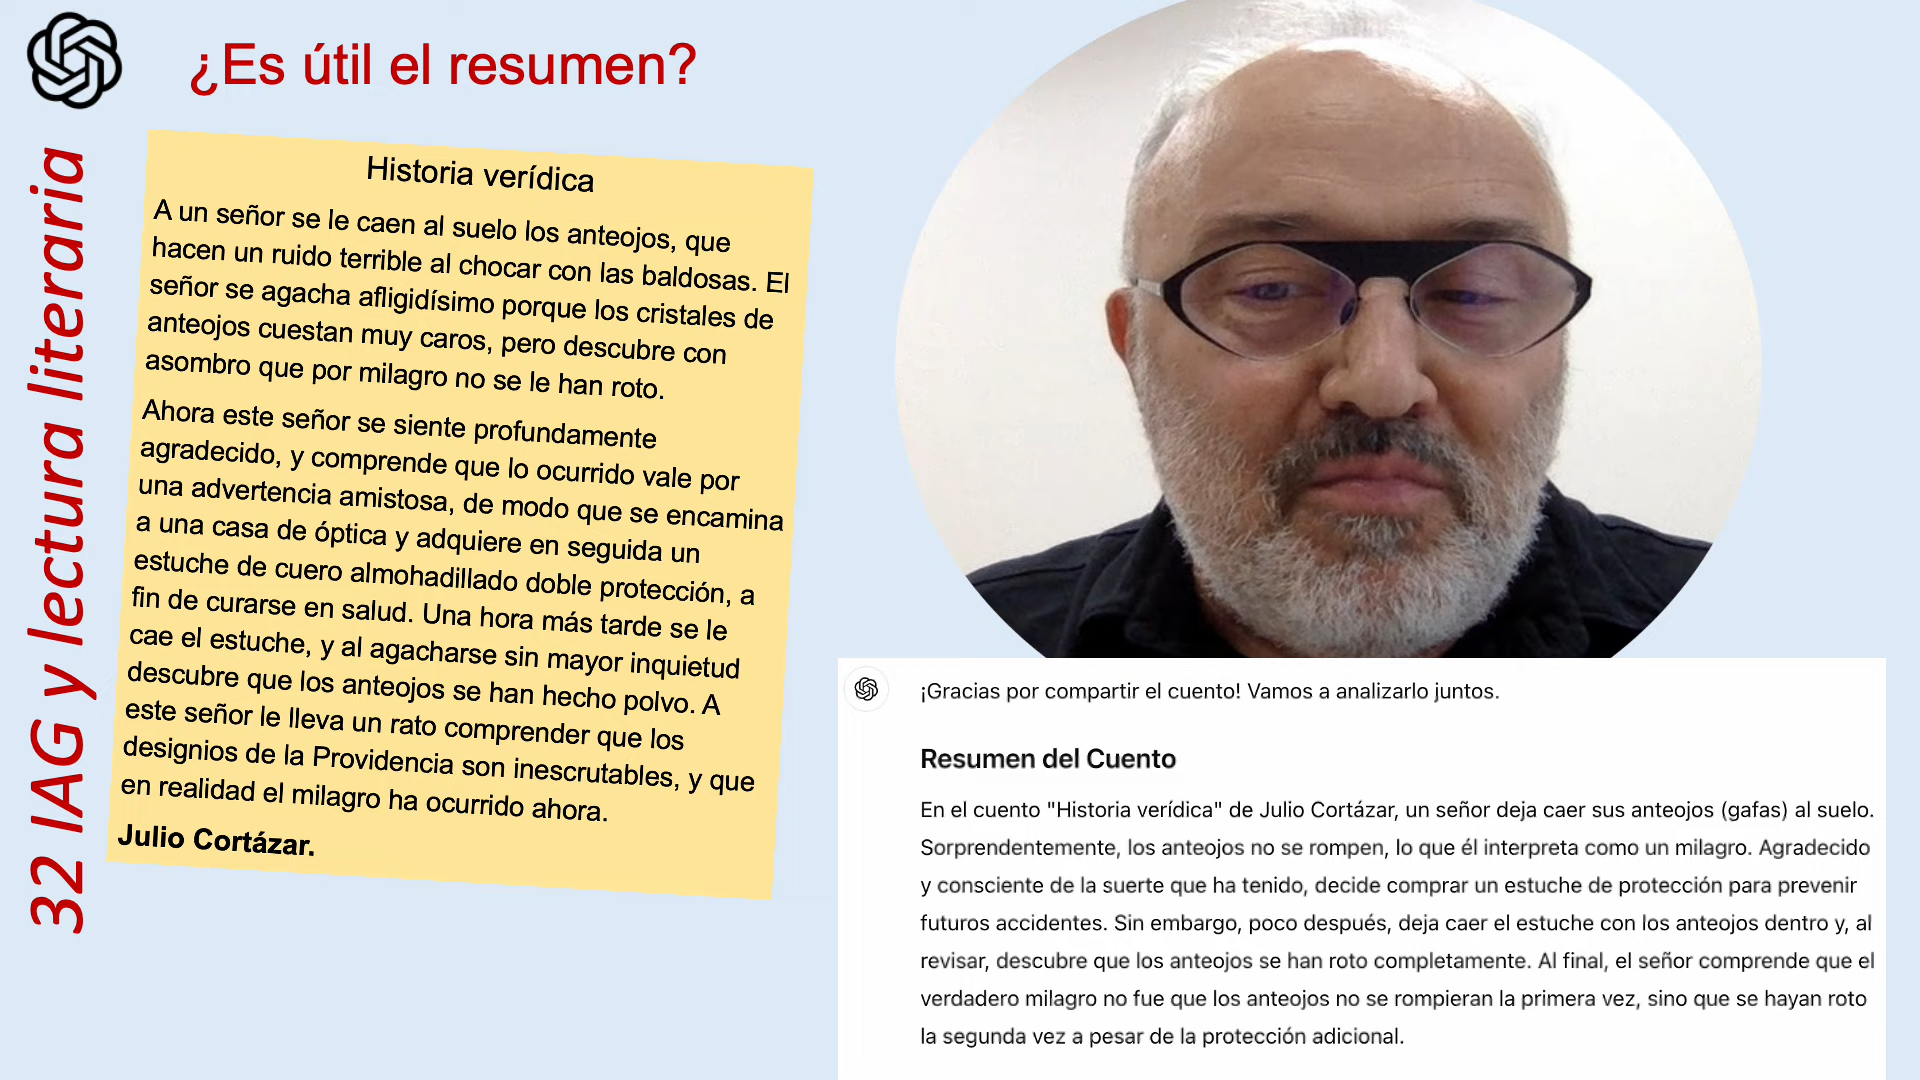 ¿Es útil el resumen?
32 IAG y lectura literaria
Historia verídica
A un señor se le caen al suelo los anteojos, que
hacen un ruido terrible al chocar con las baldosas. El
señor se agacha afligidísimo porque los cristales de
anteojos cuestan muy caros, pero descubre con
asombro que por milagro no se le han roto.
Ahora este señor se siente profundamente
agradecido, y comprende que lo ocurrido vale por
una advertencia amistosa, de modo que se encamina
a una casa de óptica y adquiere en seguida un
estuche de cuero almohadillado doble protección, a
fin de curarse en salud. Una hora más tarde se le
cae el estuche, y al agacharse sin mayor inquietud
descubre que los anteojos se han hecho polvo. A
este señor le lleva un rato comprender que los
designios de la Providencia son inescrutables, y que
en realidad el milagro ha ocurrido ahora.
Julio Cortázar.
¡Gracias por compartir el cuento! Vamos a analizarlo juntos.
Resumen del Cuento
En el cuento "Historia verídica" de Julio Cortázar, un señor deja caer sus anteojos (gafas) al suelo.
Sorprendentemente, los anteojos no se rompen, lo que él interpreta como un milagro. Agradecido
y consciente de la suerte que ha tenido, decide comprar un estuche de protección para prevenir
futuros accidentes. Sin embargo, poco después, deja caer el estuche con los anteojos dentro y, al
revisar, descubre que los anteojos se han roto completamente. Al final, el señor comprende que el
verdadero milagro no fue que los anteojos no se rompieran la primera vez, sino que se hayan roto
la segunda vez a pesar de la protección adicional.